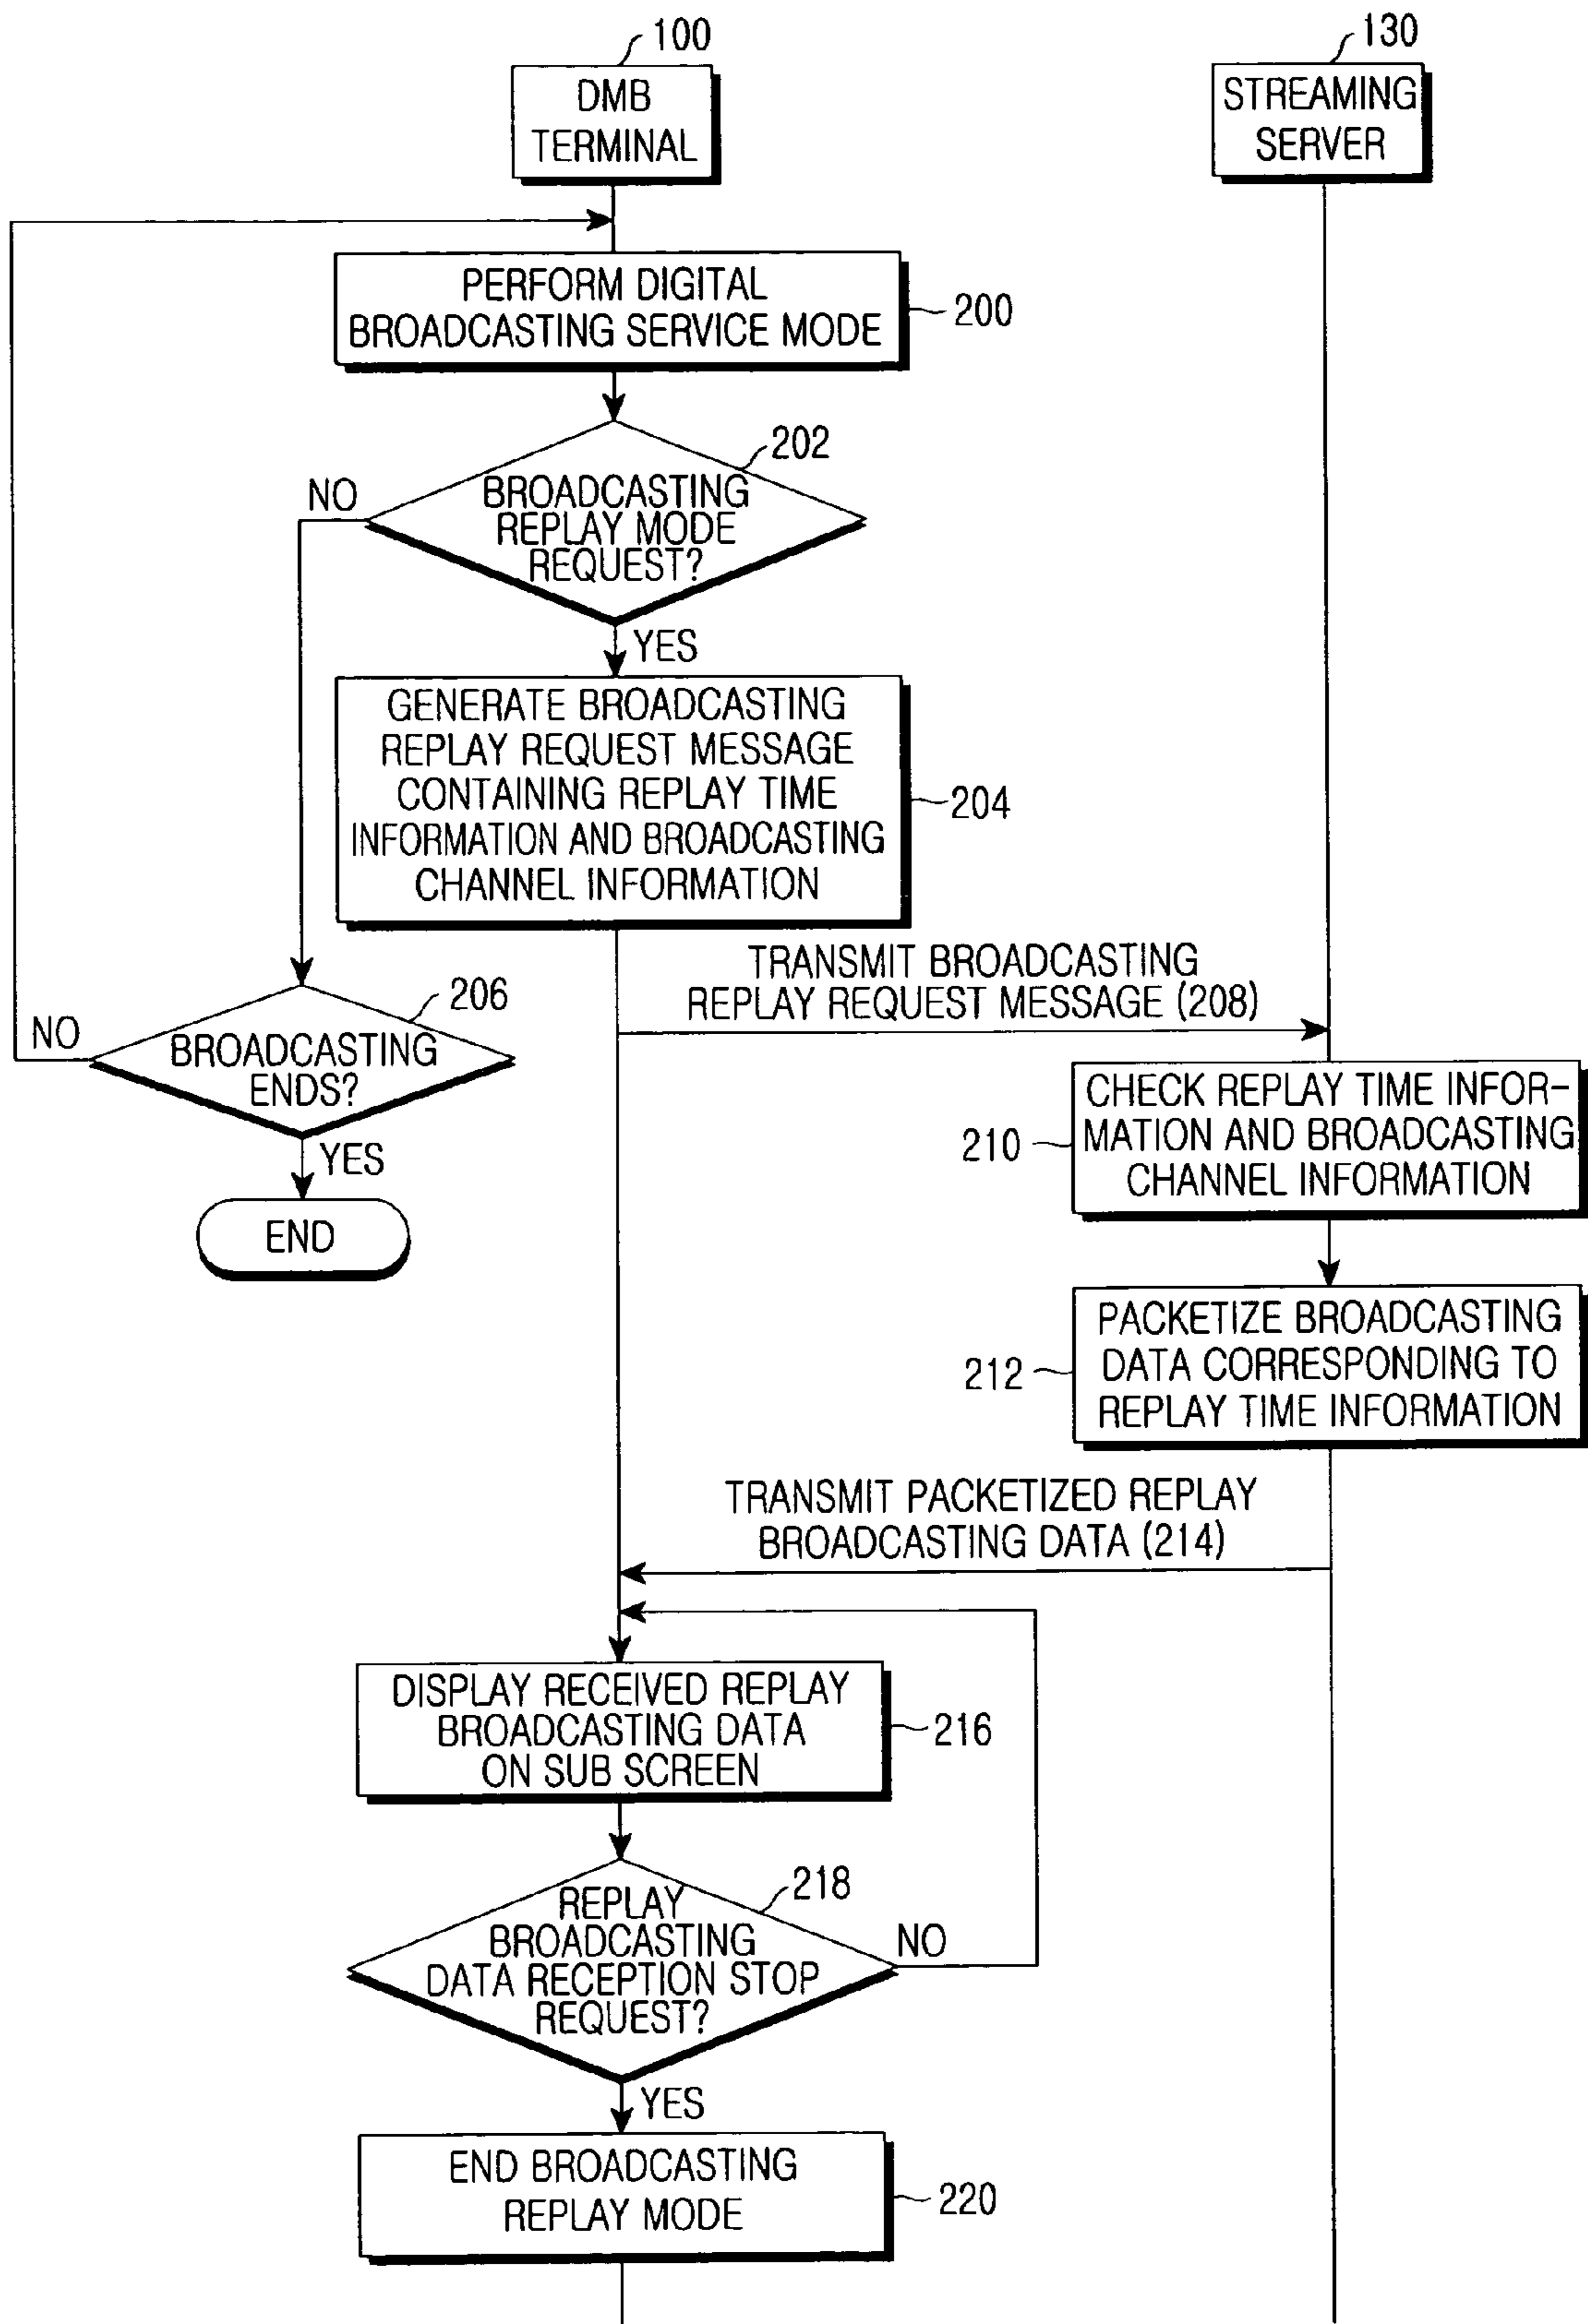 100
DMB
TERMINAL
130
STREAMING
SERVER
PERFORM DIGITAL
BROADCASTING SERVICE MODE
200
202
BROADCASTING
REPLAY MODE
REQUEST?
NO
YES
GENERATE BROADCASTING
REPLAY REQUEST MESSAGE
CONTAINING REPLAY TIME
INFORMATION AND BROADCASTING
CHANNEL INFORMATION
204
TRANSMIT BROADCASTING
REPLAY REQUEST MESSAGE (208)
206
NO
BROADCASTING
ENDS?
YES
END
CHECK REPLAY TIME INFOR-
MATION AND BROADCASTING
CHANNEL INFORMATION
210
PACKETIZE BROADCASTING
DATA CORRESPONDING TO
REPLAY TIME INFORMATION
212
TRANSMIT PACKETIZED REPLAY
BROADCASTING DATA (214)
DISPLAY RECEIVED REPLAY
BROADCASTING DATA
ON SUB SCREEN
216
218
REPLAY
BROADCASTING
DATA RECEPTION STOP
REQUEST?
NO
YES
END BROADCASTING
REPLAY MODE
220